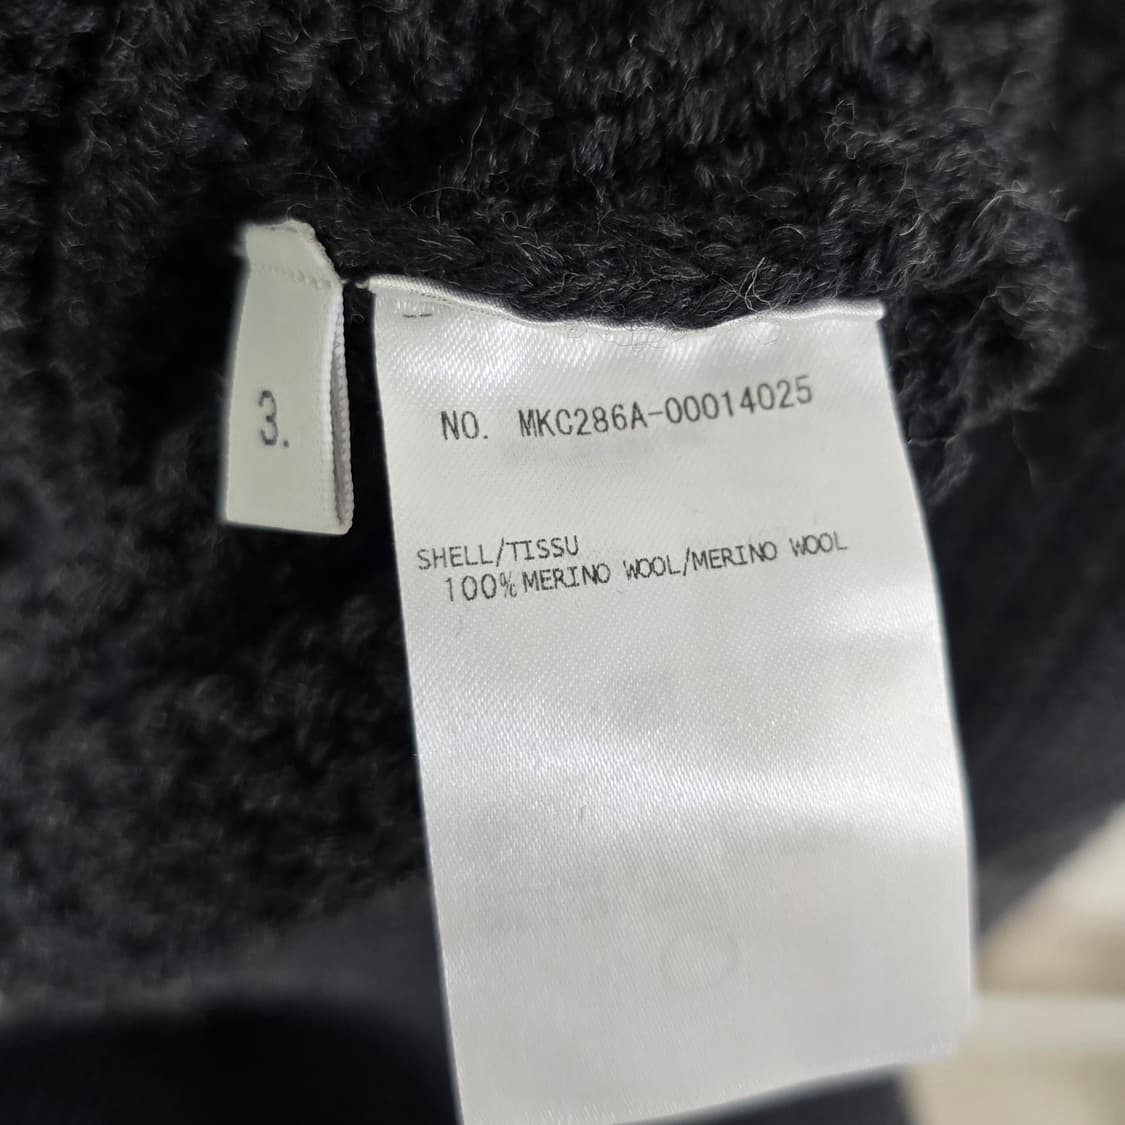 3.
NO. MKC286A-00014025
SHELL/TISSU
100% MERINO WOOL/MERINO WOOL